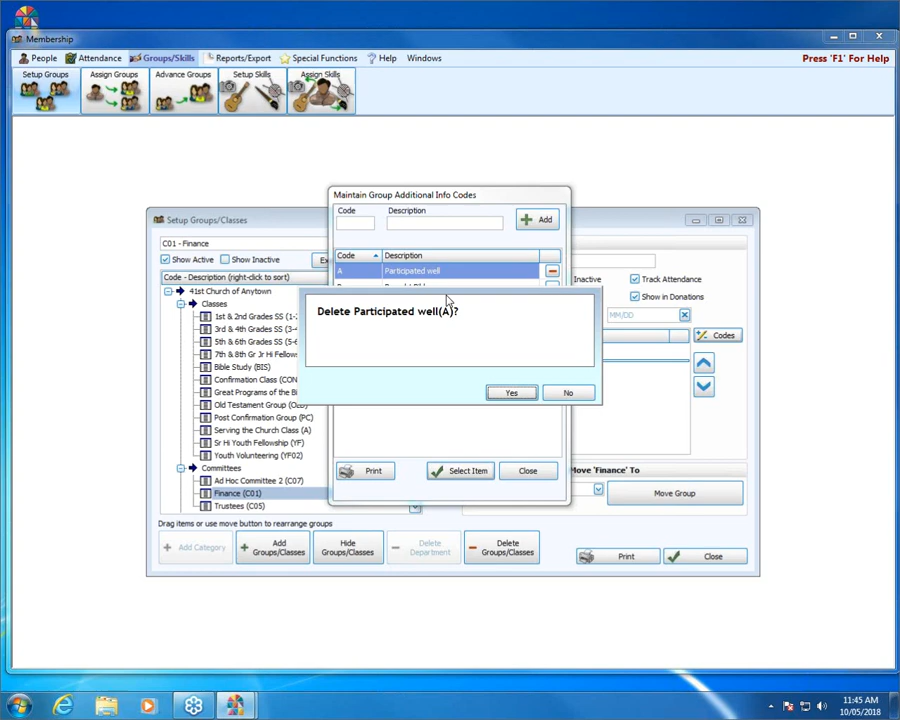 Membership
People
Attendance
Groups/Skills
Reports/Export
Special Functions
Help
Windows
Press 'F1' For Help
Setup Groups
Assign Groups
Advance Groups
Setup Skills
Assign Skills
Maintain Group Additional Info Codes
Code
Description
Add
Code
Description
A
Participated well
Setup Groups/Classes
C01 - Finance
Show Active
Show Inactive
Code - Description (right-click to sort)
41st Church of Anytown
Classes
1st & 2nd Grades SS (1-
3rd & 4th Grades SS (3-
5th & 6th Grades SS (5-
7th & 8th Gr Jr Hi Fellow
Bible Study (BIS)
Confirmation Class (CON
Great Programs of the Bi
Old Testament Group (OLD)
Post Confirmation Group (PC)
Serving the Church Class (A)
Sr Hi Youth Fellowship (YF)
Youth Volunteering (YF02)
Committees
Ad Hoc Committee 2 (C07)
Finance (C01)
Trustees (C05)
Inactive
Track Attendance
Show in Donations
MM/DD
Codes
Delete Participated well(A)?
Yes
No
Print
Select Item
Close
Move 'Finance' To
Move Group
Drag items or use move button to rearrange groups
Add Category
Add Groups/Classes
Hide Groups/Classes
Delete Department
Delete Groups/Classes
Print
Close
11:45 AM
10/05/2018